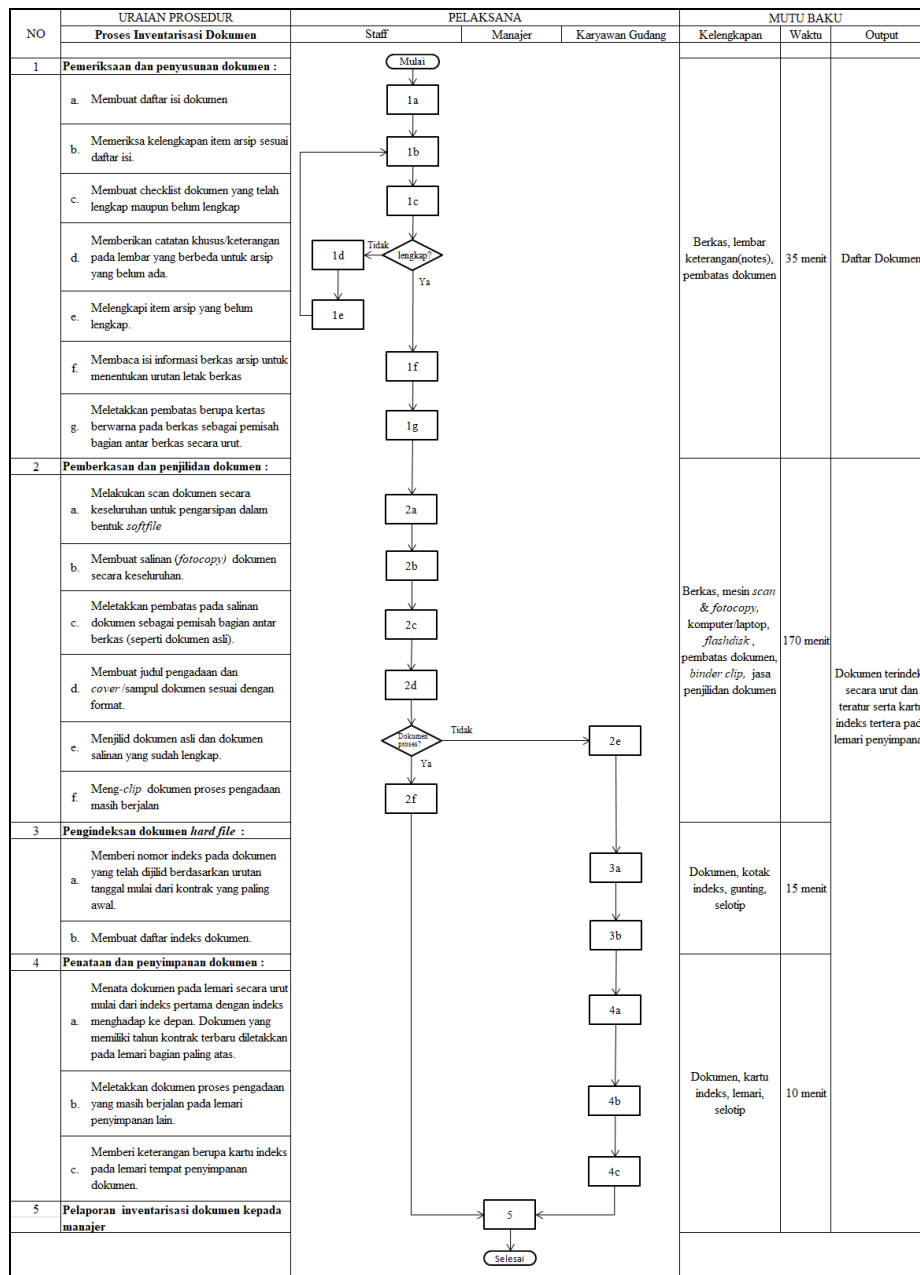 NO
URAIAN PROSEDUR
PELAKSANA
MUTU BAKU
Proses Inventarisasi Dokumen
Staff
Manajer
Karyawan Gudang
Kelengkapan
Waktu
Output
1
Pemeriksaan dan penyusunan dokumen :
a. Membuat daftar isi dokumen
b. Memeriksa kelengkapan item arsip sesuai
daftar isi.
c. Membuat checklist dokumen yang telah
lengkap maupun belum lengkap
d. Memberikan catatan khusus/keterangan
pada lembar yang berbeda untuk arsip
yang belum ada.
e. Melengkapi item arsip yang belum
lengkap.
f. Membaca isi informasi berkas arsip untuk
menentukan urutan letak berkas
g. Meletakkan pembatas berupa kertas
berwarna pada berkas sebagai pemisah
bagian antar berkas secara urut.
Mulai
1a
1b
1c
lengkap?
Tidak
1d
1e
Ya
1f
1g
Berkas, lembar
keterangan(notes),
pembatas dokumen
35 menit
Daftar Dokumen
2
Pemberkasan dan penjilidan dokumen :
a. Melakukan scan dokumen secara
keseluruhan untuk pengarsipan dalam
bentuk softfile
b. Membuat salinan (fotocopy) dokumen
secara keseluruhan.
c. Meletakkan pembatas pada salinan
dokumen sebagai pemisah bagian antar
berkas (seperti dokumen asli).
d. Membuat judul pengadaan dan
cover/sampul dokumen sesuai dengan
format.
e. Menjilid dokumen asli dan dokumen
salinan yang sudah lengkap.
f. Meng-clip dokumen proses pengadaan
masih berjalan
2a
2b
2c
2d
Dokumen
proses?
Tidak
2e
Ya
2f
Berkas, mesin scan
& fotocopy,
komputer/laptop,
flashdisk ,
pembatas dokumen,
binder clip, jasa
penjilidan dokumen
170 menit
Dokumen terindek
secara urut dan
teratur serta kartu
indeks tertera pad
lemari penyimpana
3
Pengindeksan dokumen hard file :
a. Memberi nomor indeks pada dokumen
yang telah dijilid berdasarkan urutan
tanggal mulai dari kontrak yang paling
awal.
b. Membuat daftar indeks dokumen.
3a
3b
Dokumen, kotak
indeks, gunting,
selotip
15 menit
4
Penataan dan penyimpanan dokumen :
a. Menata dokumen pada lemari secara urut
mulai dari indeks pertama dengan indeks
menghadap ke depan. Dokumen yang
memiliki tahun kontrak terbaru diletakkan
pada lemari bagian paling atas.
b. Meletakkan dokumen proses pengadaan
yang masih berjalan pada lemari
penyimpanan lain.
c. Memberi keterangan berupa kartu indeks
pada lemari tempat penyimpanan
dokumen.
4a
4b
4c
Dokumen, kartu
indeks, lemari,
selotip
10 menit
5
Pelaporan inventarisasi dokumen kepada
manajer
5
Selesai